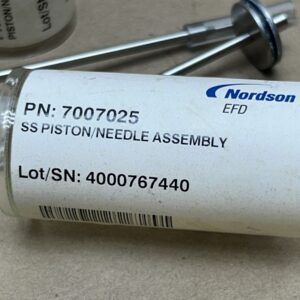 Nordson
EFD
PN: 7007025
SS PISTON/NEEDLE ASSEMBLY
Lot/SN: 4000767440